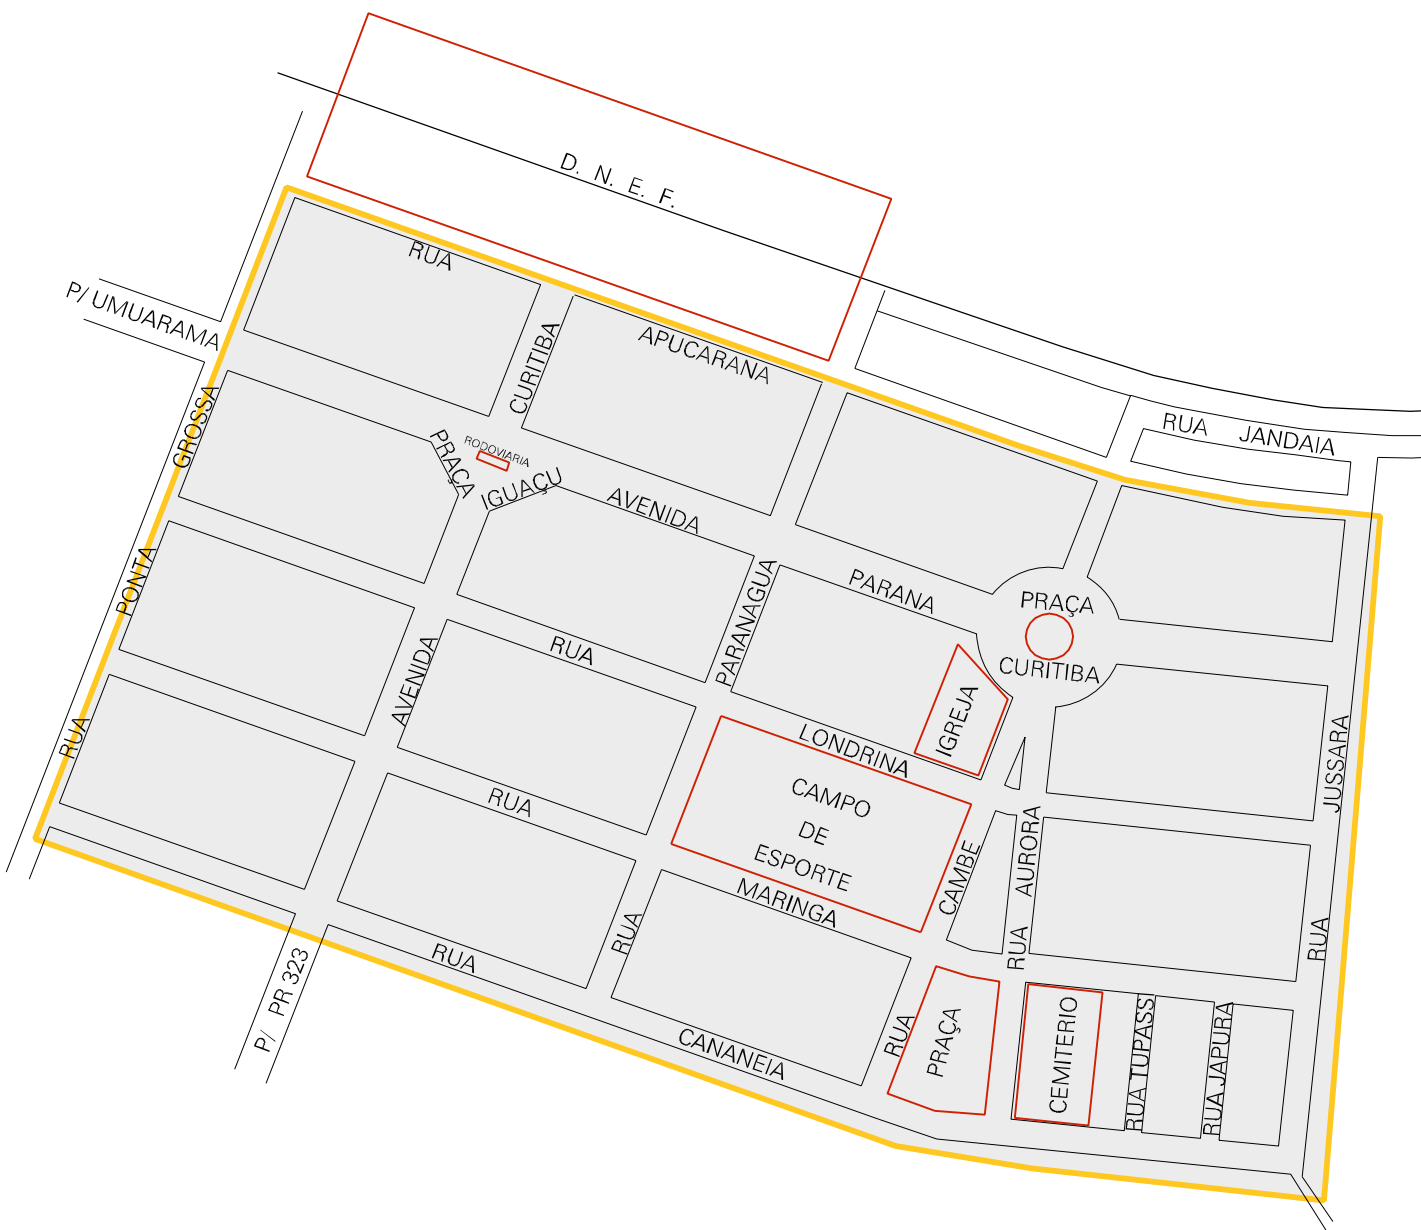 D. N. E. F.
RUA
P/ UMUARAMA
CURITIBA
APUCARANA
RUA JANDAIA
GROSSA
PRAÇA
RODOVIARIA
IGUAÇU
AVENIDA
PONTA
PARANAGUA
PARANA
PRAÇA
CURITIBA
AVENIDA
RUA
RUA
IGREJA
LONDRINA
JUSSARA
CAMPO
DE
ESPORTE
RUA
MARINGA
CAMBE
AURORA
RUA
RUA
RUA
RUA
P/ PR 323
CANANEIA
RUA
PRAÇA
CEMITERIO
RUA TUPASSI
RUA JAPURA